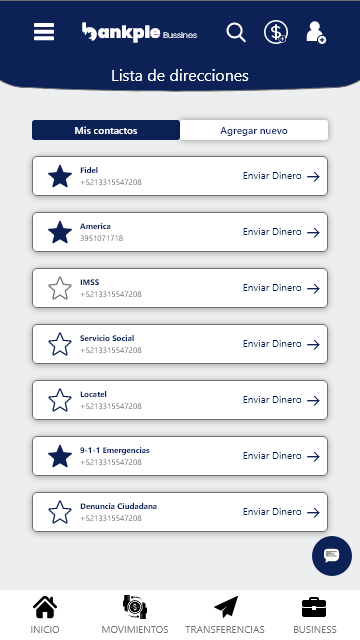 bankple Bussines
Lista de direcciones
Mis contactos
Agregar nuevo
Fidel
+5213315547208
Enviar Dinero
America
3951071718
Enviar Dinero
IMSS
+5213315547208
Enviar Dinero
Servicio Social
+5213315547208
Enviar Dinero
Locatel
+5213315547208
Enviar Dinero
9-1-1 Emergencias
+5213315547208
Enviar Dinero
Denuncia Ciudadana
+5213315547208
Enviar Dinero
INICIO
MOVIMIENTOS
TRANSFERENCIAS
BUSINESS